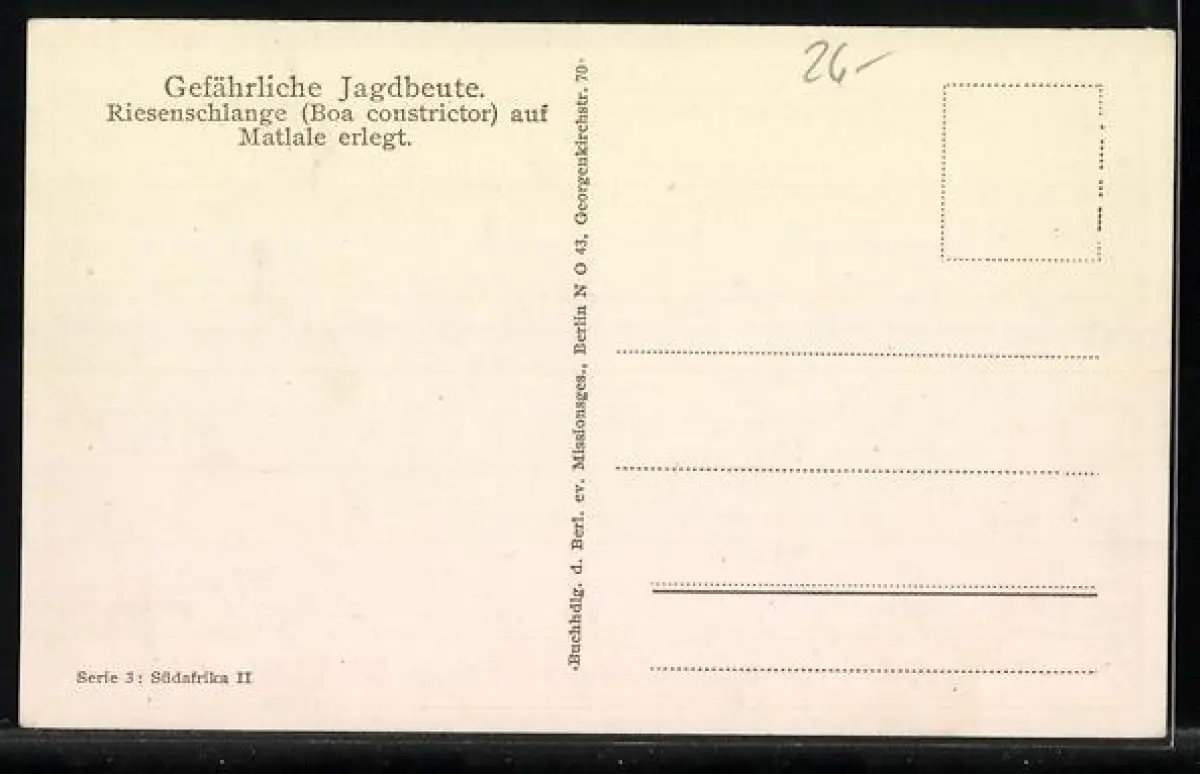 Gefährliche Jagdbeute.
Riesenschlange (Boa constrictor) auf
Matlale erlegt.
Serie 3: Südafrika II
Buchhdlg. d. Berl. ev. Missionsges., Berlin N O 43, Georgenkirchstr. 70
26-